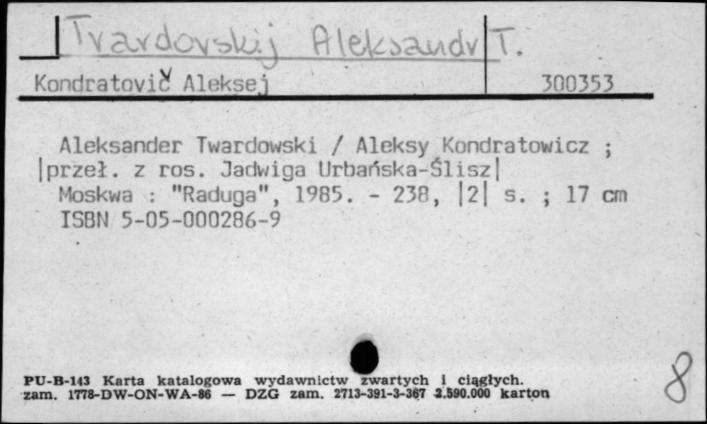 Tvardovskij Aleksandr T.
Kondratovič Aleksej 300353
Aleksander Twardowski / Aleksy Kondratowicz ;
|przeł. z ros. Jadwiga Urbańska-Ślisz|
Moskwa : "Raduga", 1985. - 238, |2| s. ; 17 cm
ISBN 5-05-000286-9
PU-B-143 Karta katalogowa wydawnictw zwartych i ciągłych.
zam. 1778-DW-ON-WA-86 — DZG zam. 2713-391-3-367 2.590.000 karton
8